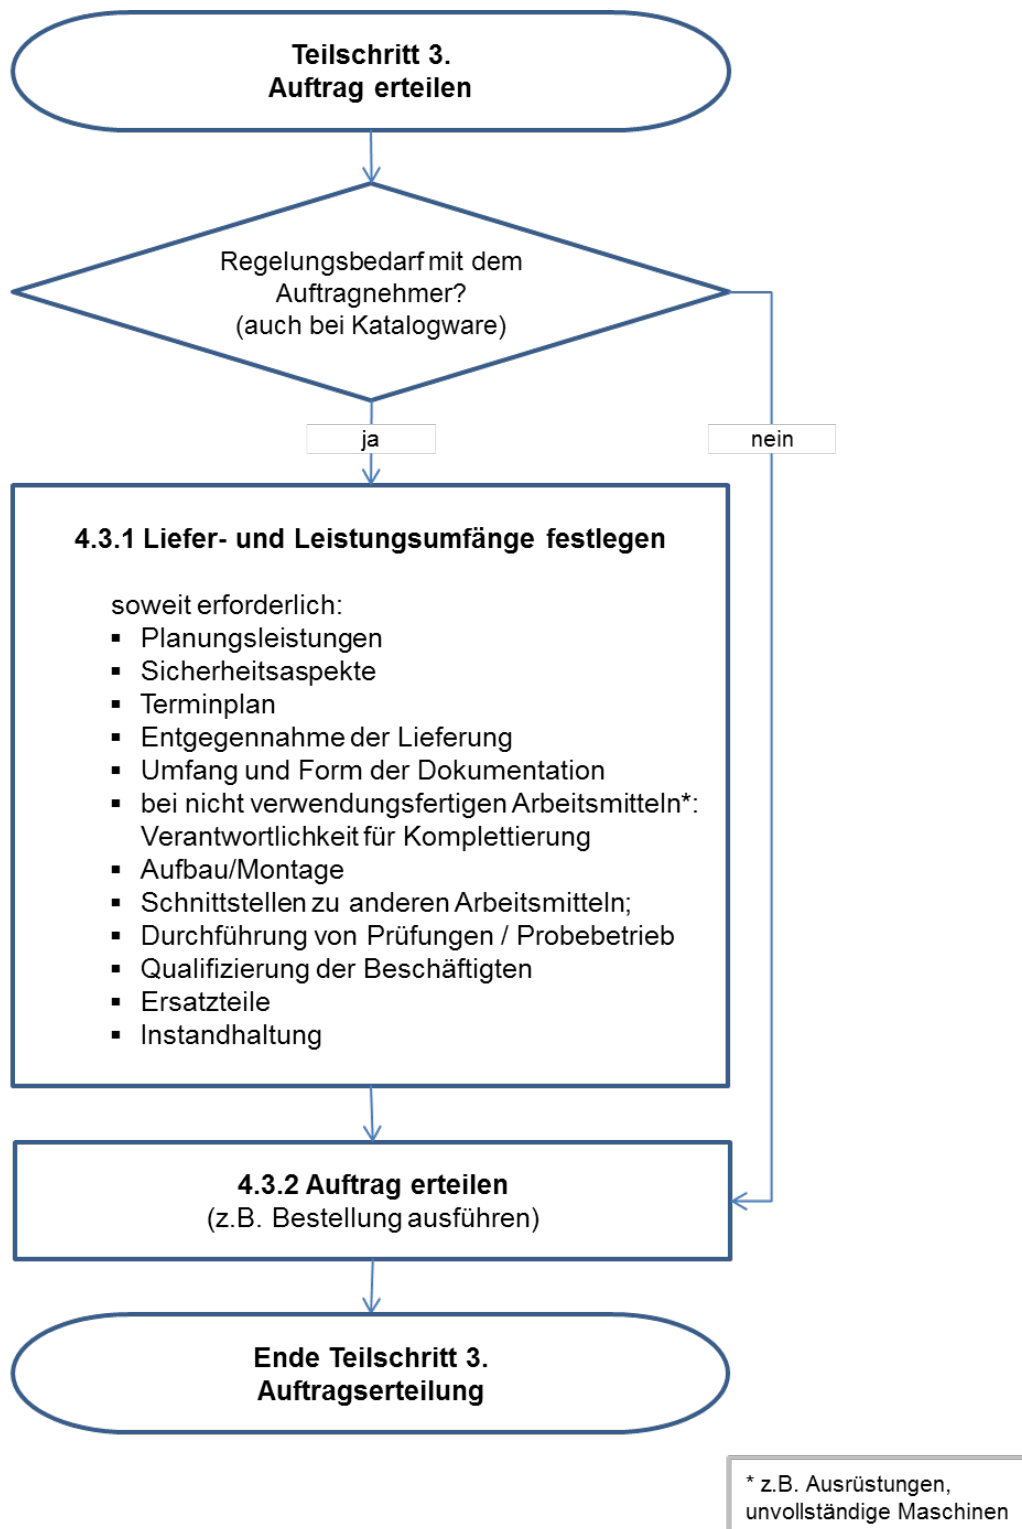 Teilschritt 3.
Auftrag erteilen
Regelungsbedarf mit dem
Auftragnehmer?
(auch bei Katalogware)
ja
nein
4.3.1 Liefer- und Leistungsumfänge festlegen
soweit erforderlich:
▪ Planungsleistungen
▪ Sicherheitsaspekte
▪ Terminplan
▪ Entgegennahme der Lieferung
▪ Umfang und Form der Dokumentation
▪ bei nicht verwendungsfertigen Arbeitsmitteln*:
Verantwortlichkeit für Komplettierung
▪ Aufbau/Montage
▪ Schnittstellen zu anderen Arbeitsmitteln;
▪ Durchführung von Prüfungen / Probebetrieb
▪ Qualifizierung der Beschäftigten
▪ Ersatzteile
▪ Instandhaltung
4.3.2 Auftrag erteilen
(z.B. Bestellung ausführen)
Ende Teilschritt 3.
Auftragserteilung
* z.B. Ausrüstungen,
unvollständige Maschinen